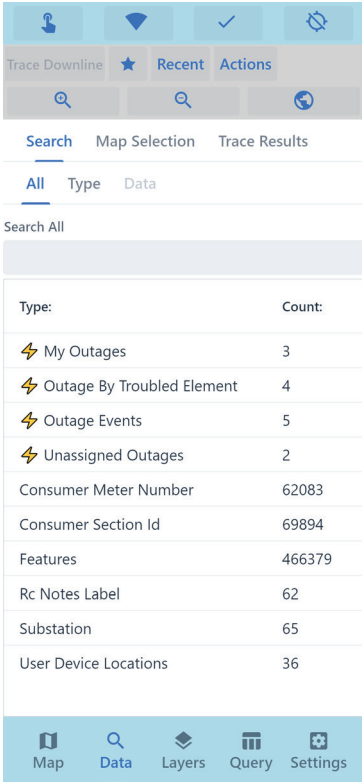 Trace Downline Recent Actions
Search Map Selection Trace Results
All Type Data
Search All
Type: Count:
My Outages 3
Outage By Troubled Element 4
Outage Events 5
Unassigned Outages 2
Consumer Meter Number 62083
Consumer Section Id 69894
Features 466379
Rc Notes Label 62
Substation 65
User Device Locations 36
Map Data Layers Query Settings